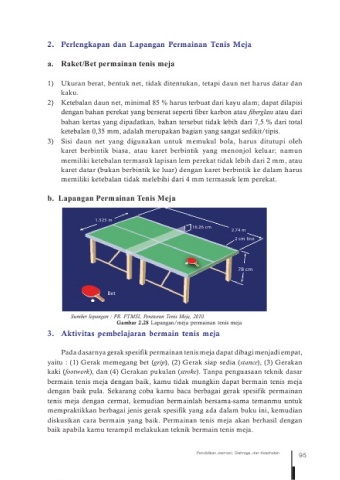 2. Perlengkapan dan Lapangan Permainan Tenis Meja
a. Raket/Bet permainan tenis meja
1) Ukuran berat, bentuk net, tidak ditentukan, tetapi daun net harus datar dan
kaku.
2) Ketebalan daun net, minimal 85 % harus terbuat dari kayu alam; dapat dilapisi
dengan bahan perekat yang berserat seperti fiber karbon atau fiberglass atau dari
bahan kertas yang dipadatkan, bahan tersebut tidak lebih dari 7,5 % dari total
ketebalan 0,35 mm, adalah merupakan bagian yang sangat sedikit/tipis.
3) Sisi daun net yang digunakan untuk memukul bola, harus ditutupi oleh
karet berbintik biasa, atau karet berbintik yang menonjol keluar; namun
memiliki ketebalan termasuk lapisan lem perekat tidak lebih dari 2 mm, atau
karet datar (bukan berbintik ke luar) dengan karet berbintik ke dalam harus
memiliki ketebalan tidak melebihi dari 4 mm termasuk lem perekat.
b. Lapangan Permainan Tenis Meja
1.525 m
15.25 cm
2.74 m
2 cm line
78 cm
Bet
Sumber lapangan : PB. PTMSI, Peraturan Tenis Meja, 2010
Gambar 2.28 Lapangan/meja permainan tenis meja
3. Aktivitas pembelajaran bermain tenis meja
Pada dasarnya gerak spesifik permainan tenis meja dapat dibagi menjadi empat,
yaitu : (1) Gerak memegang bet (grip), (2) Gerak siap sedia (stance), (3) Gerakan
kaki (footwork), dan (4) Gerakan pukulan (stroke). Tanpa penguasaan teknik dasar
bermain tenis meja dengan baik, kamu tidak mungkin dapat bermain tenis meja
dengan baik pula. Sekarang coba kamu baca berbagai gerak spesifik permainan
tenis meja dengan cermat, kemudian bermainlah bersama-sama temanmu untuk
mempraktikkan berbagai jenis gerak spesifik yang ada dalam buku ini, kemudian
diskusikan cara bermain yang baik. Permainan tenis meja akan berhasil dengan
baik apabila kamu terampil melakukan teknik bermain tenis meja.
Pendidikan Jasmani, Olahraga, dan Kesehatan
95